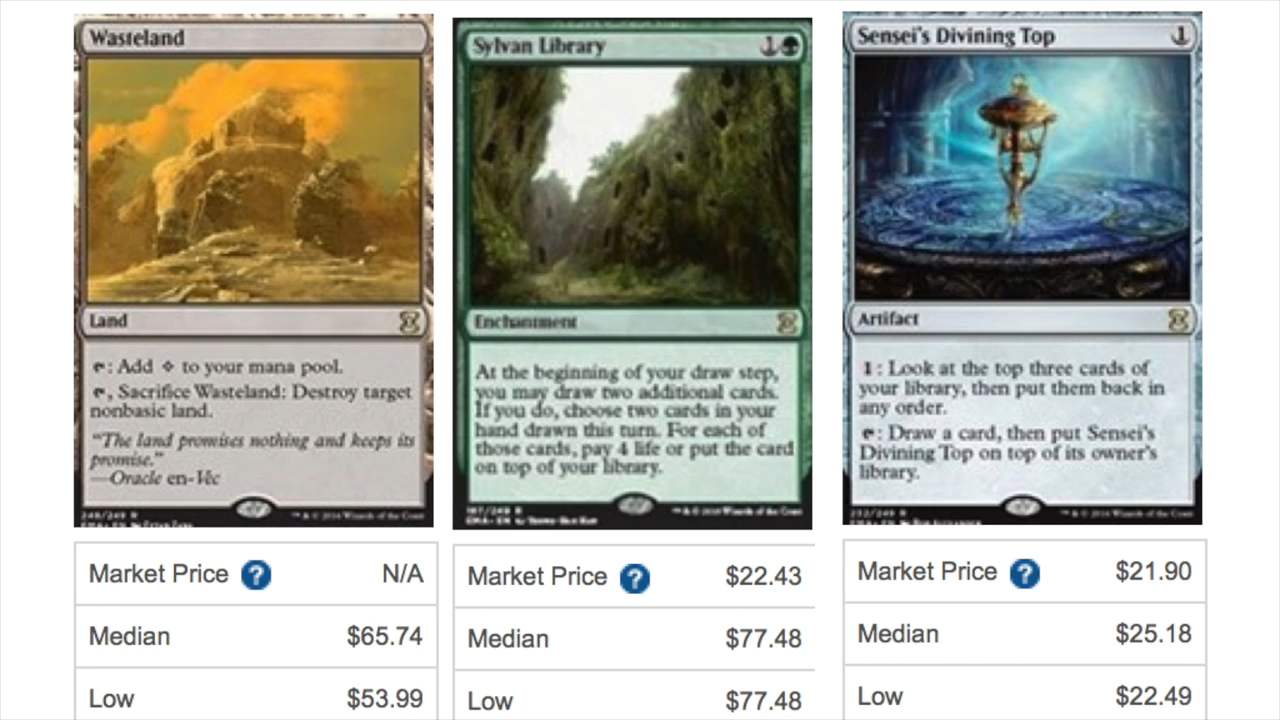 Wasteland
Land
: Add to your mana pool.
, Sacrifice Wasteland: Destroy target
nonbasic land.
“The land promises nothing and keeps its
promise.”
—Oracle en-Vec
Market Price ? N/A
Median $65.74
Low $53.99
Sylvan Library 1
Enchantment
At the beginning of your draw step,
you may draw two additional cards.
If you do, choose two cards in your
hand drawn this turn. For each of
those cards, pay 4 life or put the card
on top of your library.
Market Price ? $22.43
Median $77.48
Low $77.48
Sensei's Divining Top 1
Artifact
1: Look at the top three cards of
your library, then put them back in
any order.
: Draw a card, then put Sensei's
Divining Top on top of its owner's
library.
Market Price ? $21.90
Median $25.18
Low $22.49